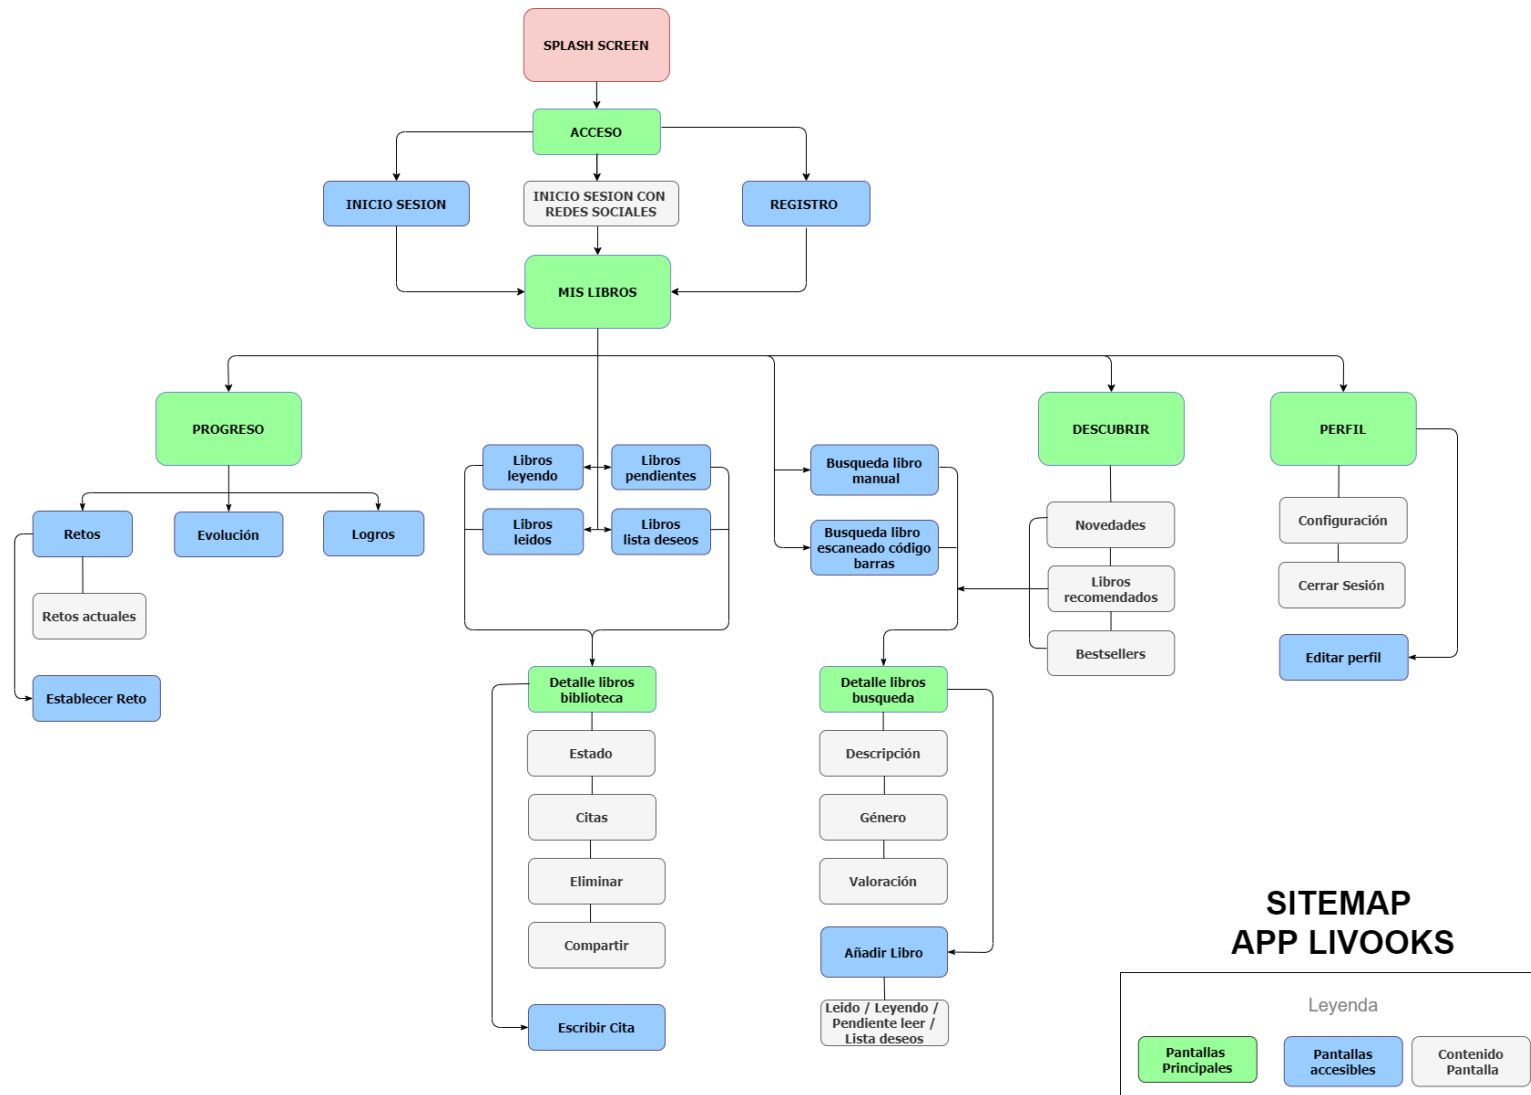 SPLASH SCREEN
ACCESO
INICIO SESION
INICIO SESION CON
REDES SOCIALES
REGISTRO
MIS LIBROS
PROGRESO
DESCUBRIR
PERFIL
Libros
leyendo
Libros
pendientes
Busqueda libro
manual
Retos
Evolución
Logros
Libros
leidos
Libros
lista deseos
Busqueda libro
escaneado código
barras
Novedades
Configuración
Libros
recomendados
Cerrar Sesión
Retos actuales
Bestsellers
Editar perfil
Establecer Reto
Detalle libros
biblioteca
Detalle libros
busqueda
Estado
Descripción
Citas
Género
Eliminar
Valoración
Compartir
Añadir Libro
Escribir Cita
Leido / Leyendo /
Pendiente leer /
Lista deseos
SITEMAP
APP LIVOOKS
Leyenda
Pantallas
Principales
Pantallas
accesibles
Contenido
Pantalla